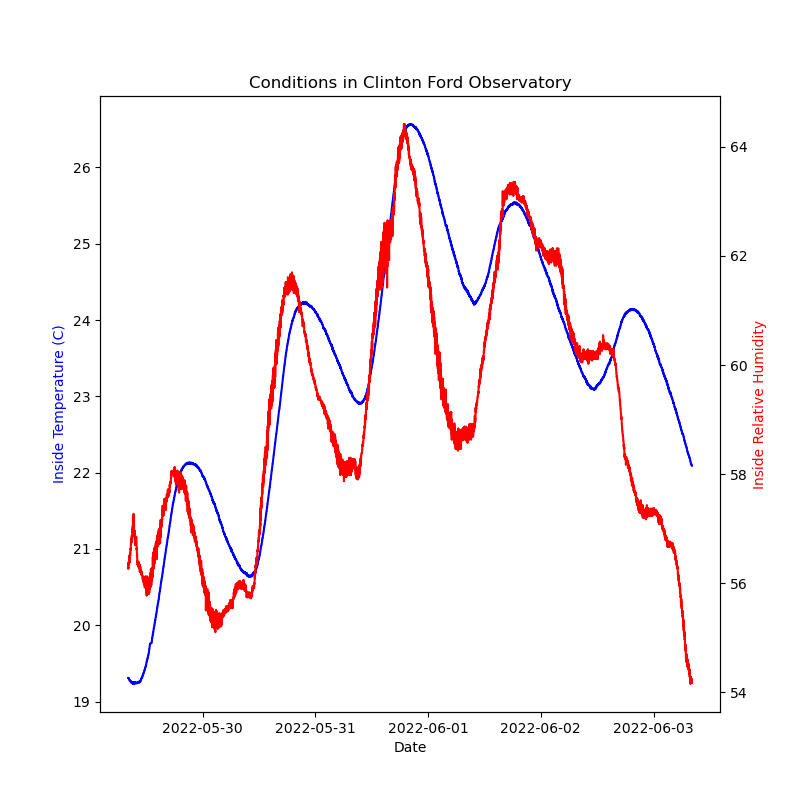 Conditions in Clinton Ford Observatory
26
25
24
23
22
21
20
19
Inside Temperature (C)
64
62
60
58
56
54
Inside Relative Humidity
2022-05-30 2022-05-31 2022-06-01 2022-06-02 2022-06-03
Date